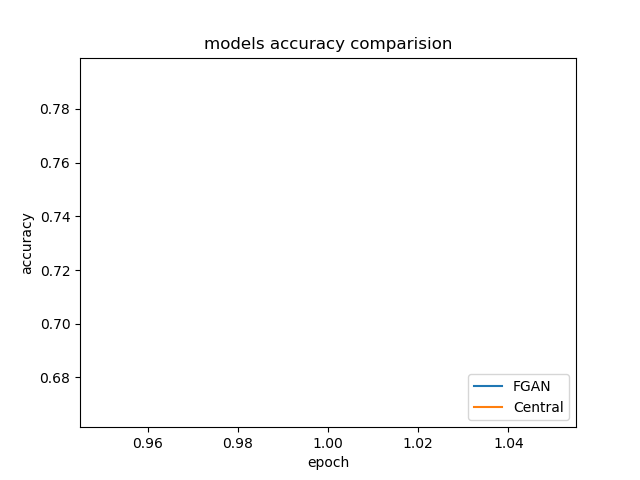 models accuracy comparision
0.78
0.76
0.74
0.72
0.70
0.68
accuracy
FGAN
Central
0.96 0.98 1.00 1.02 1.04
epoch